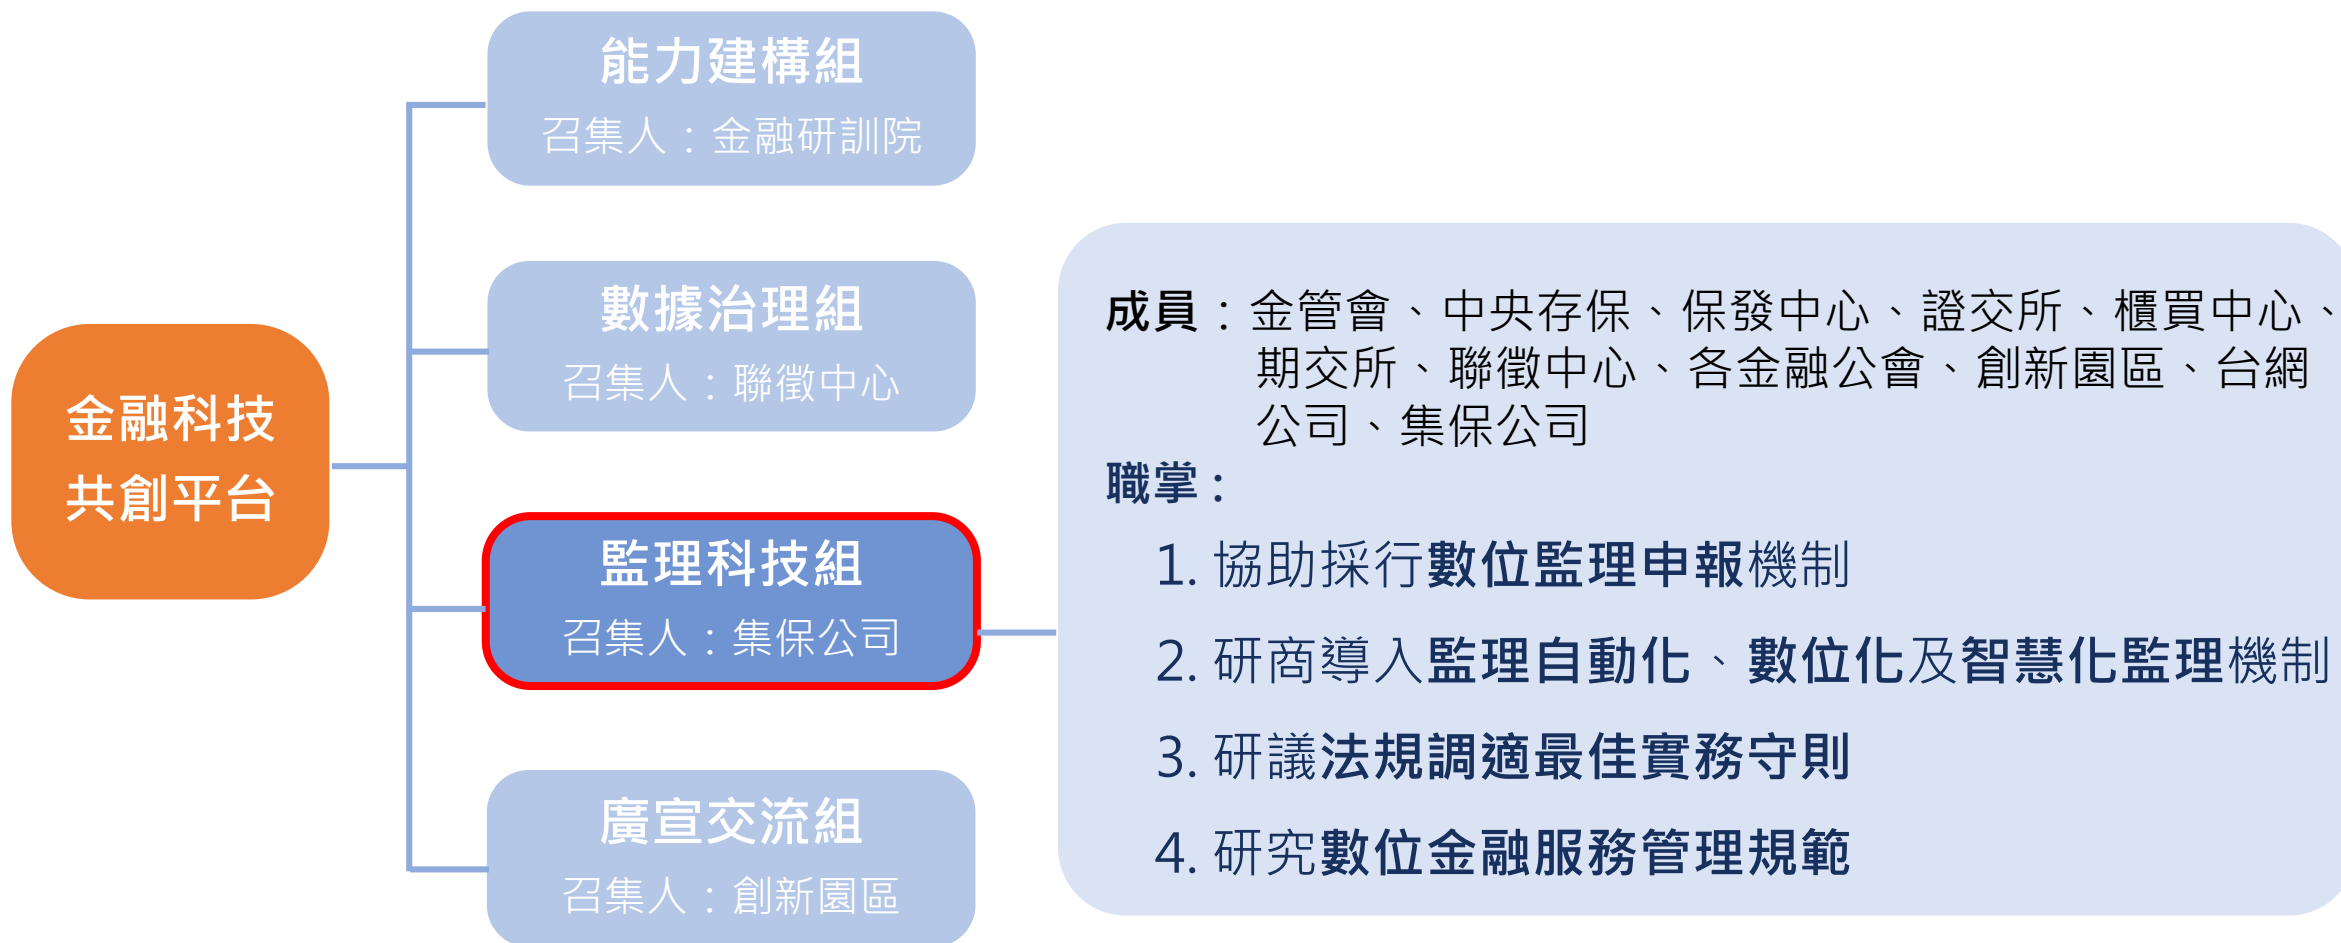 金融科技
共創平台
能力建構組
召集人：金融研訓院
數據治理組
召集人：聯徵中心
監理科技組
召集人：集保公司
廣宣交流組
召集人：創新園區
成員：金管會、中央存保、保發中心、證交所、櫃買中心、
期交所、聯徵中心、各金融公會、創新園區、台網
公司、集保公司
職掌：
1. 協助採行數位監理申報機制
2. 研商導入監理自動化、數位化及智慧化監理機制
3. 研議法規調適最佳實務守則
4. 研究數位金融服務管理規範